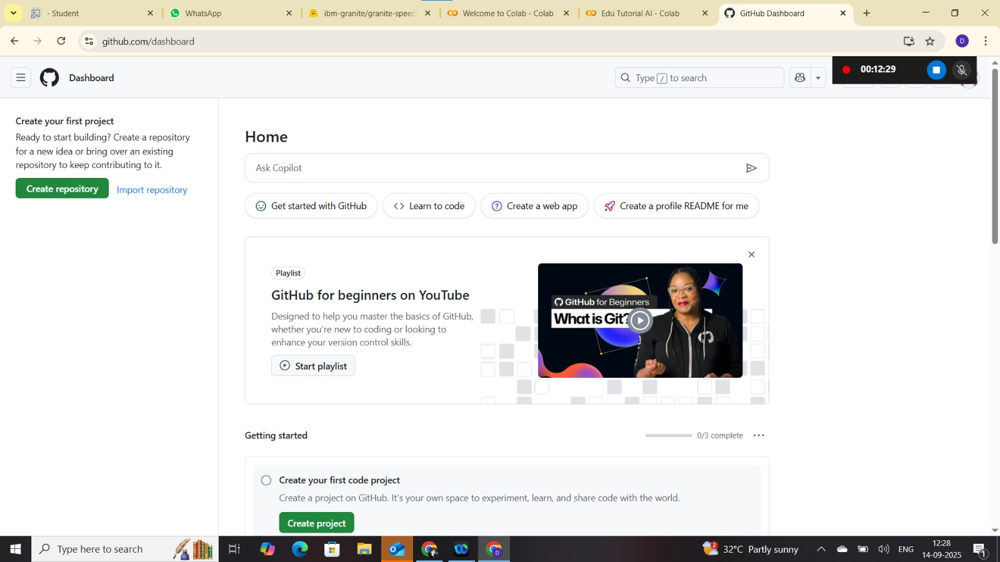 - Student
WhatsApp
ibm-granite/granite-speec
Welcome to Colab - Colab
Edu Tutorial AI - Colab
GitHub Dashboard
github.com/dashboard
D
Dashboard
Type / to search
00:12:29
Create your first project
Ready to start building? Create a repository
for a new idea or bring over an existing
repository to keep contributing to it.
Create repository
Import repository
Home
Ask Copilot
Get started with GitHub
Learn to code
Create a web app
Create a profile README for me
Playlist
GitHub for beginners on YouTube
Designed to help you master the basics of GitHub,
whether you're new to coding or looking to
enhance your version control skills.
Start playlist
GitHub for Beginners
What is Git?
Getting started
0/3 complete
Create your first code project
Create a project on GitHub. It's your own space to experiment, learn, and share code with the world.
Create project
Type here to search
D
2
32°C Partly sunny
ENG
12:28
14-09-2025
1